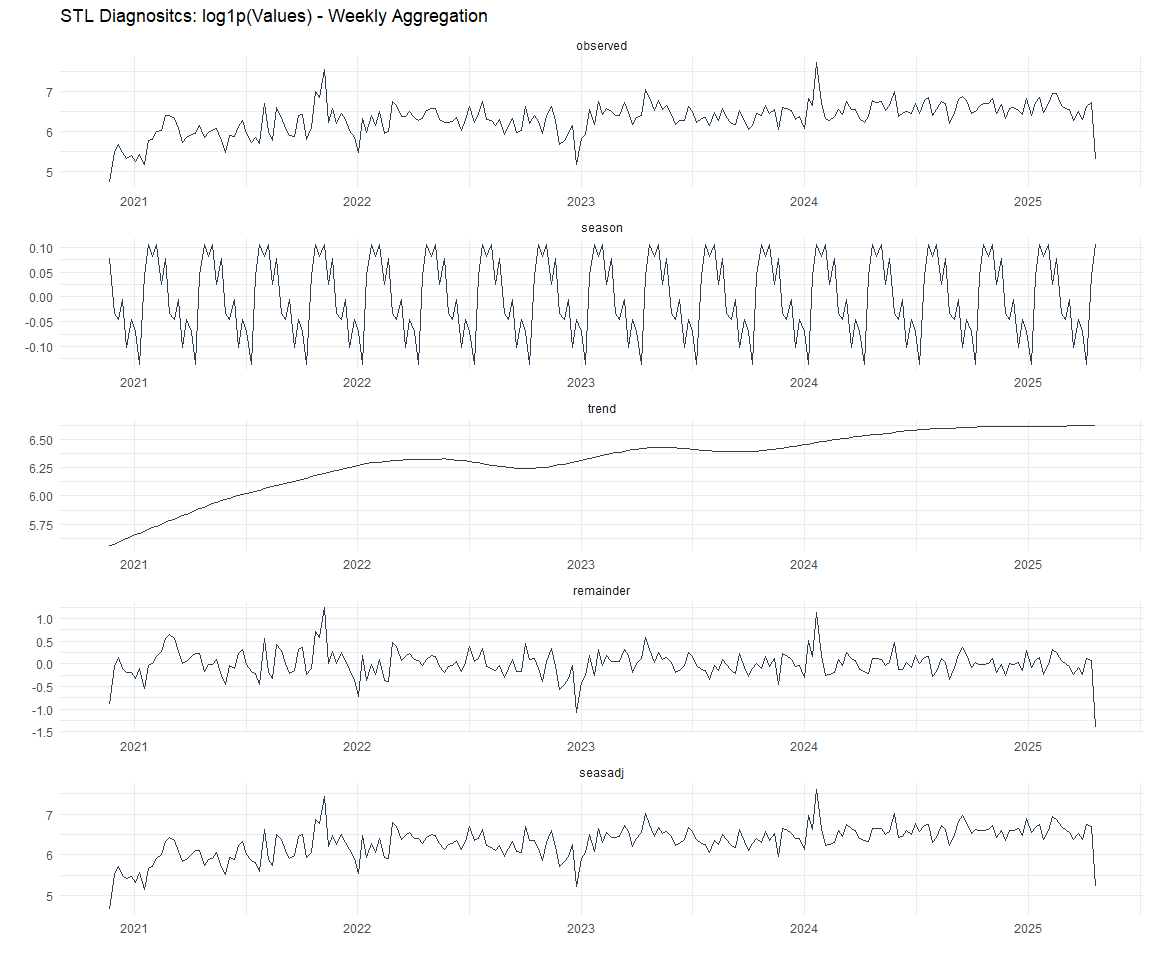 STL Diagnositcs: log1p(Values) - Weekly Aggregation
observed
7
6
5
2021 2022 2023 2024 2025
season
0.10
0.05
0.00
-0.05
-0.10
2021 2022 2023 2024 2025
trend
6.50
6.25
6.00
5.75
2021 2022 2023 2024 2025
remainder
1.0
0.5
0.0
-0.5
-1.0
-1.5
2021 2022 2023 2024 2025
seasadj
7
6
5
2021 2022 2023 2024 2025